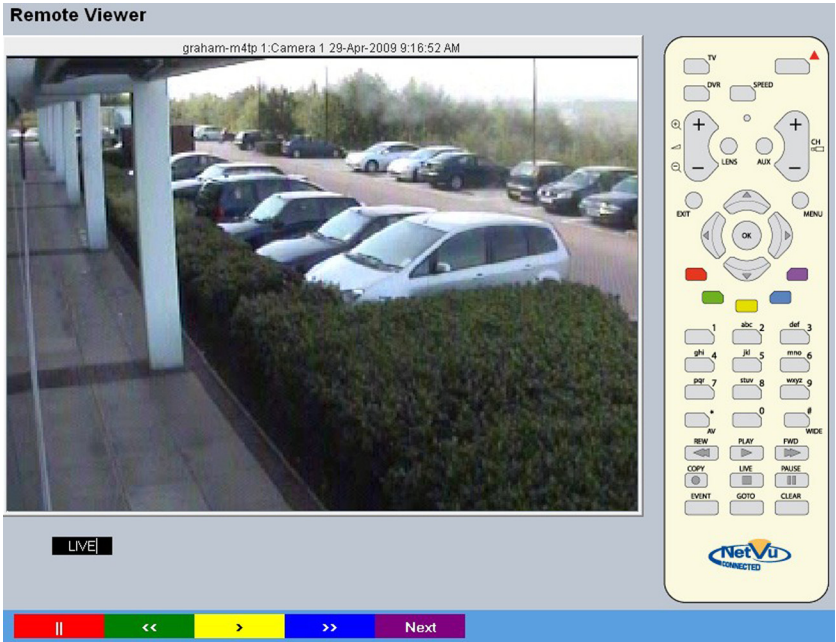 Remote Viewer
graham-m4tp 1:Camera 1 29-Apr-2009 9:16:52 AM
TV
DVR SPEED
+ +
CH
LENS AUX
- -
EXIT MENU
OK
1 abc 2 def 3
ghi 4 jkl 5 mno 6
pqr 7 stuv 8 wxyz 9
* 0 #
AV WIDE
REW PLAY FWD
COPY LIVE PAUSE
EVENT GOTO CLEAR
NetVu
CONNECTED
LIVE
|| << > >> Next